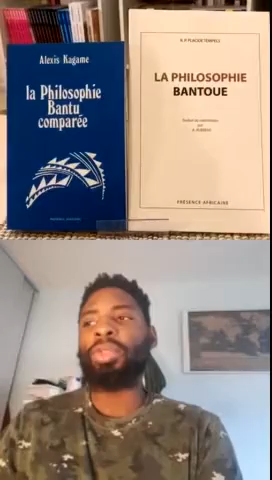 Alexis Kagame
la Philosophie
Bantu
comparée
R. P. PLACIDE TEMPELS
LA PHILOSOPHIE
BANTOUE
PRÉSENCE AFRICAINE